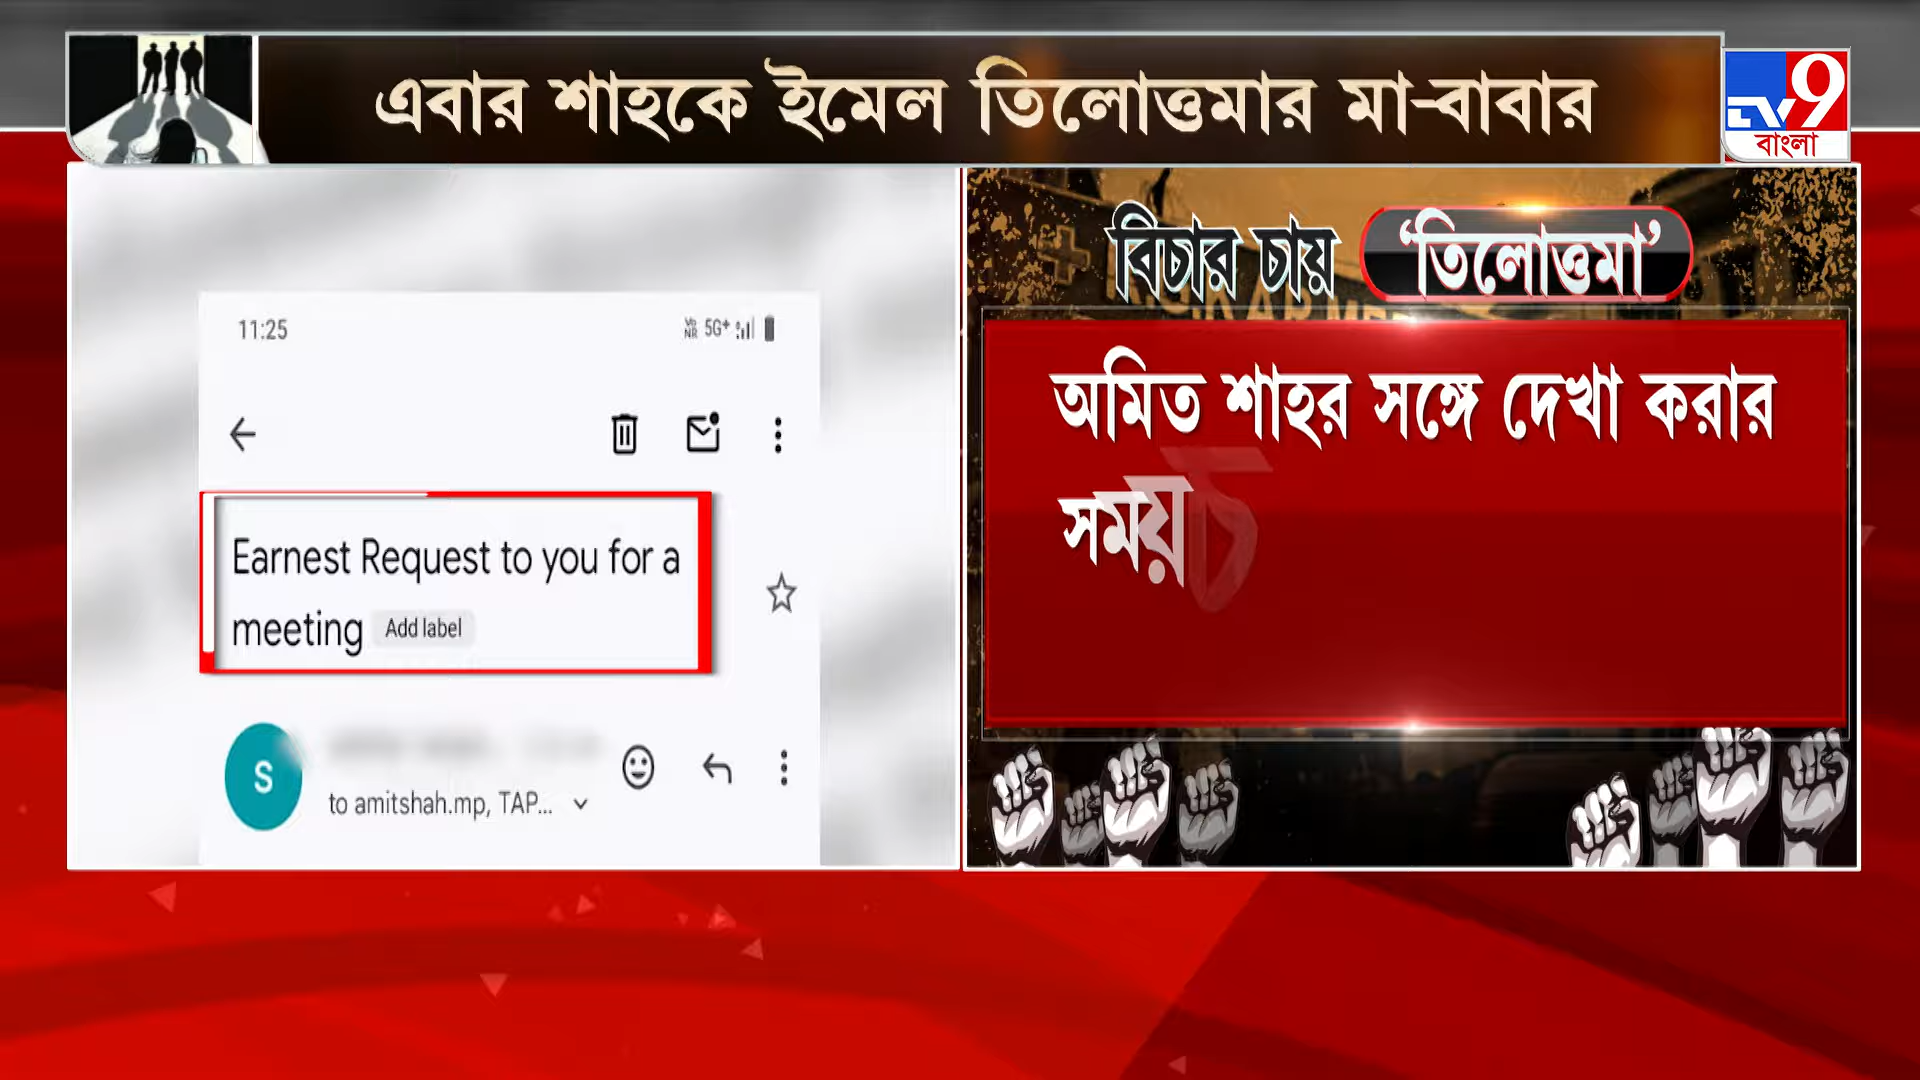 এবার শাহকে ইমেল তিলোত্তমার মা-বাবার
TV9
বাংলা
11:25
5G+
Earnest Request to you for a
meeting Add label
S
to amitshah.mp, TAP...
বিচার চায় ‘তিলোত্তমা’
অমিত শাহর সঙ্গে দেখা করার
সময় চ